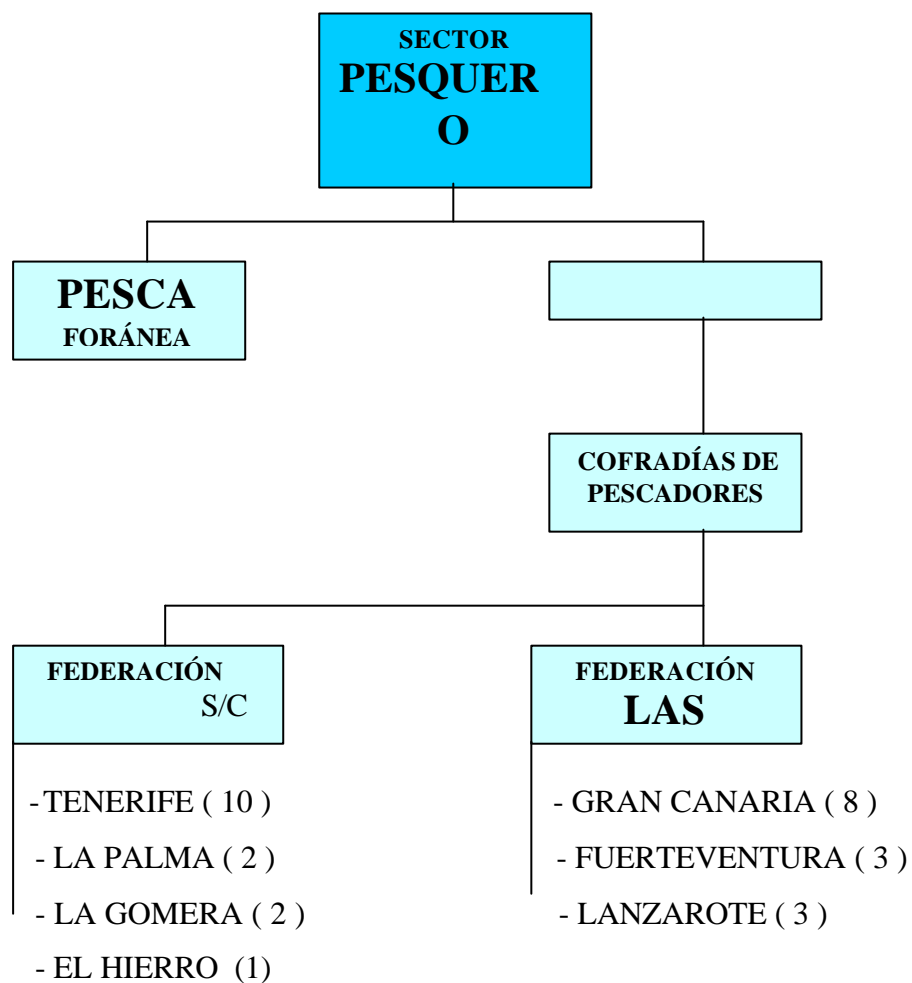 SECTOR
PESQUER
O
PESCA
FORÁNEA
COFRADÍAS DE
PESCADORES
FEDERACIÓN
S/C
FEDERACIÓN
LAS
-TENERIFE ( 10 )
- LA PALMA ( 2 )
- LA GOMERA ( 2 )
- EL HIERRO (1)
- GRAN CANARIA ( 8 )
- FUERTEVENTURA ( 3 )
- LANZAROTE ( 3 )